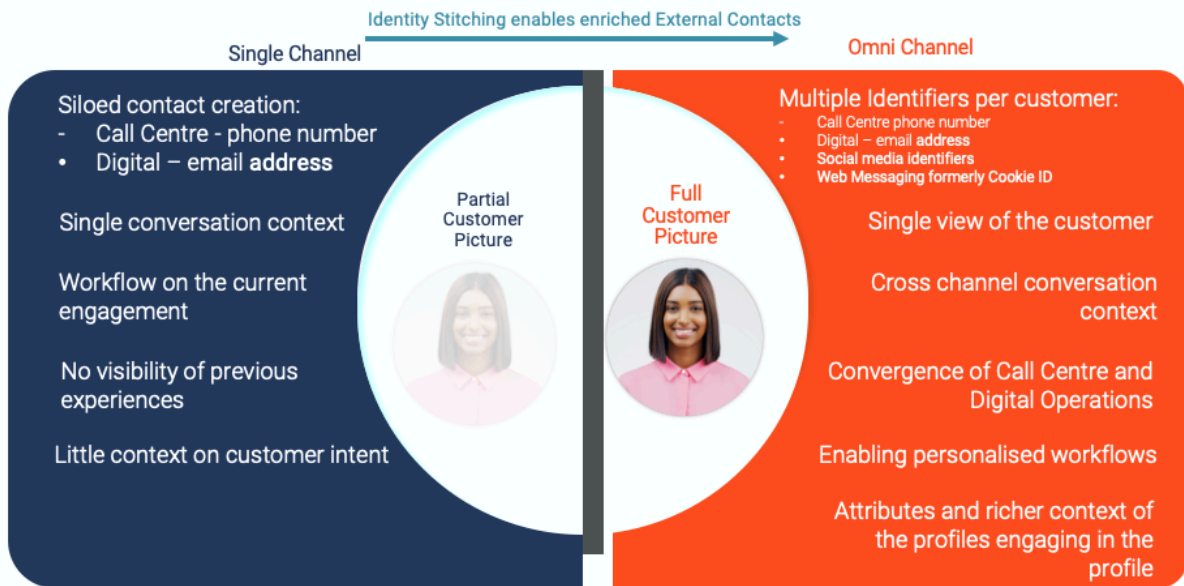 Identity Stitching enables enriched External Contacts
Single Channel
Omni Channel
Siloed contact creation:
- Call Centre - phone number
• Digital – email address
Single conversation context
Workflow on the current
engagement
No visibility of previous
experiences
Little context on customer intent
Partial
Customer
Picture
Full
Customer
Picture
Multiple Identifiers per customer:
- Call Centre phone number
• Digital – email address
• Social media identifiers
• Web Messaging formerly Cookie ID
Single view of the customer
Cross channel conversation
context
Convergence of Call Centre and
Digital Operations
Enabling personalised workflows
Attributes and richer context of
the profiles engaging in the
profile